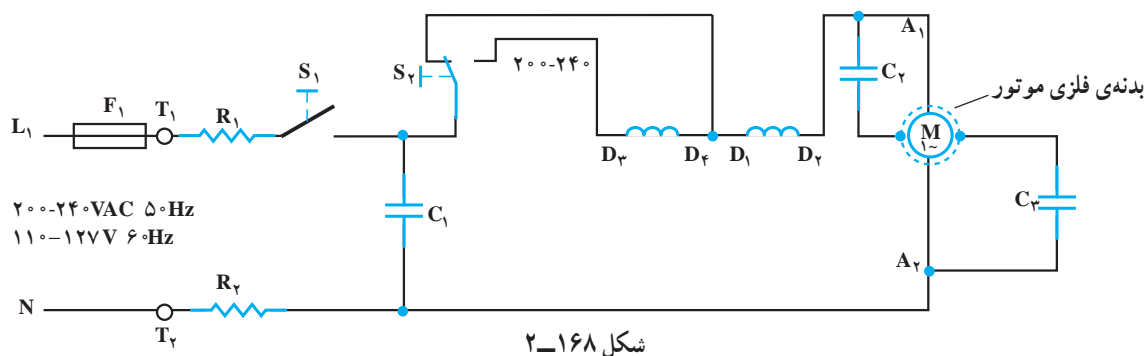 A۱
C۲
بدنه‌ی فلزی موتور
S۲
۲۰۰-۲۴۰
S۱
F۱
T۱
R۱
L۱
M
۱~
D۳
D۴
D۱
D۲
C۳
C۱
۲۰۰-۲۴۰VAC ۵۰Hz
۱۱۰–۱۲۷V ۶۰Hz
A۲
R۲
N
T۲
شکل ۱۶۸ــ۲